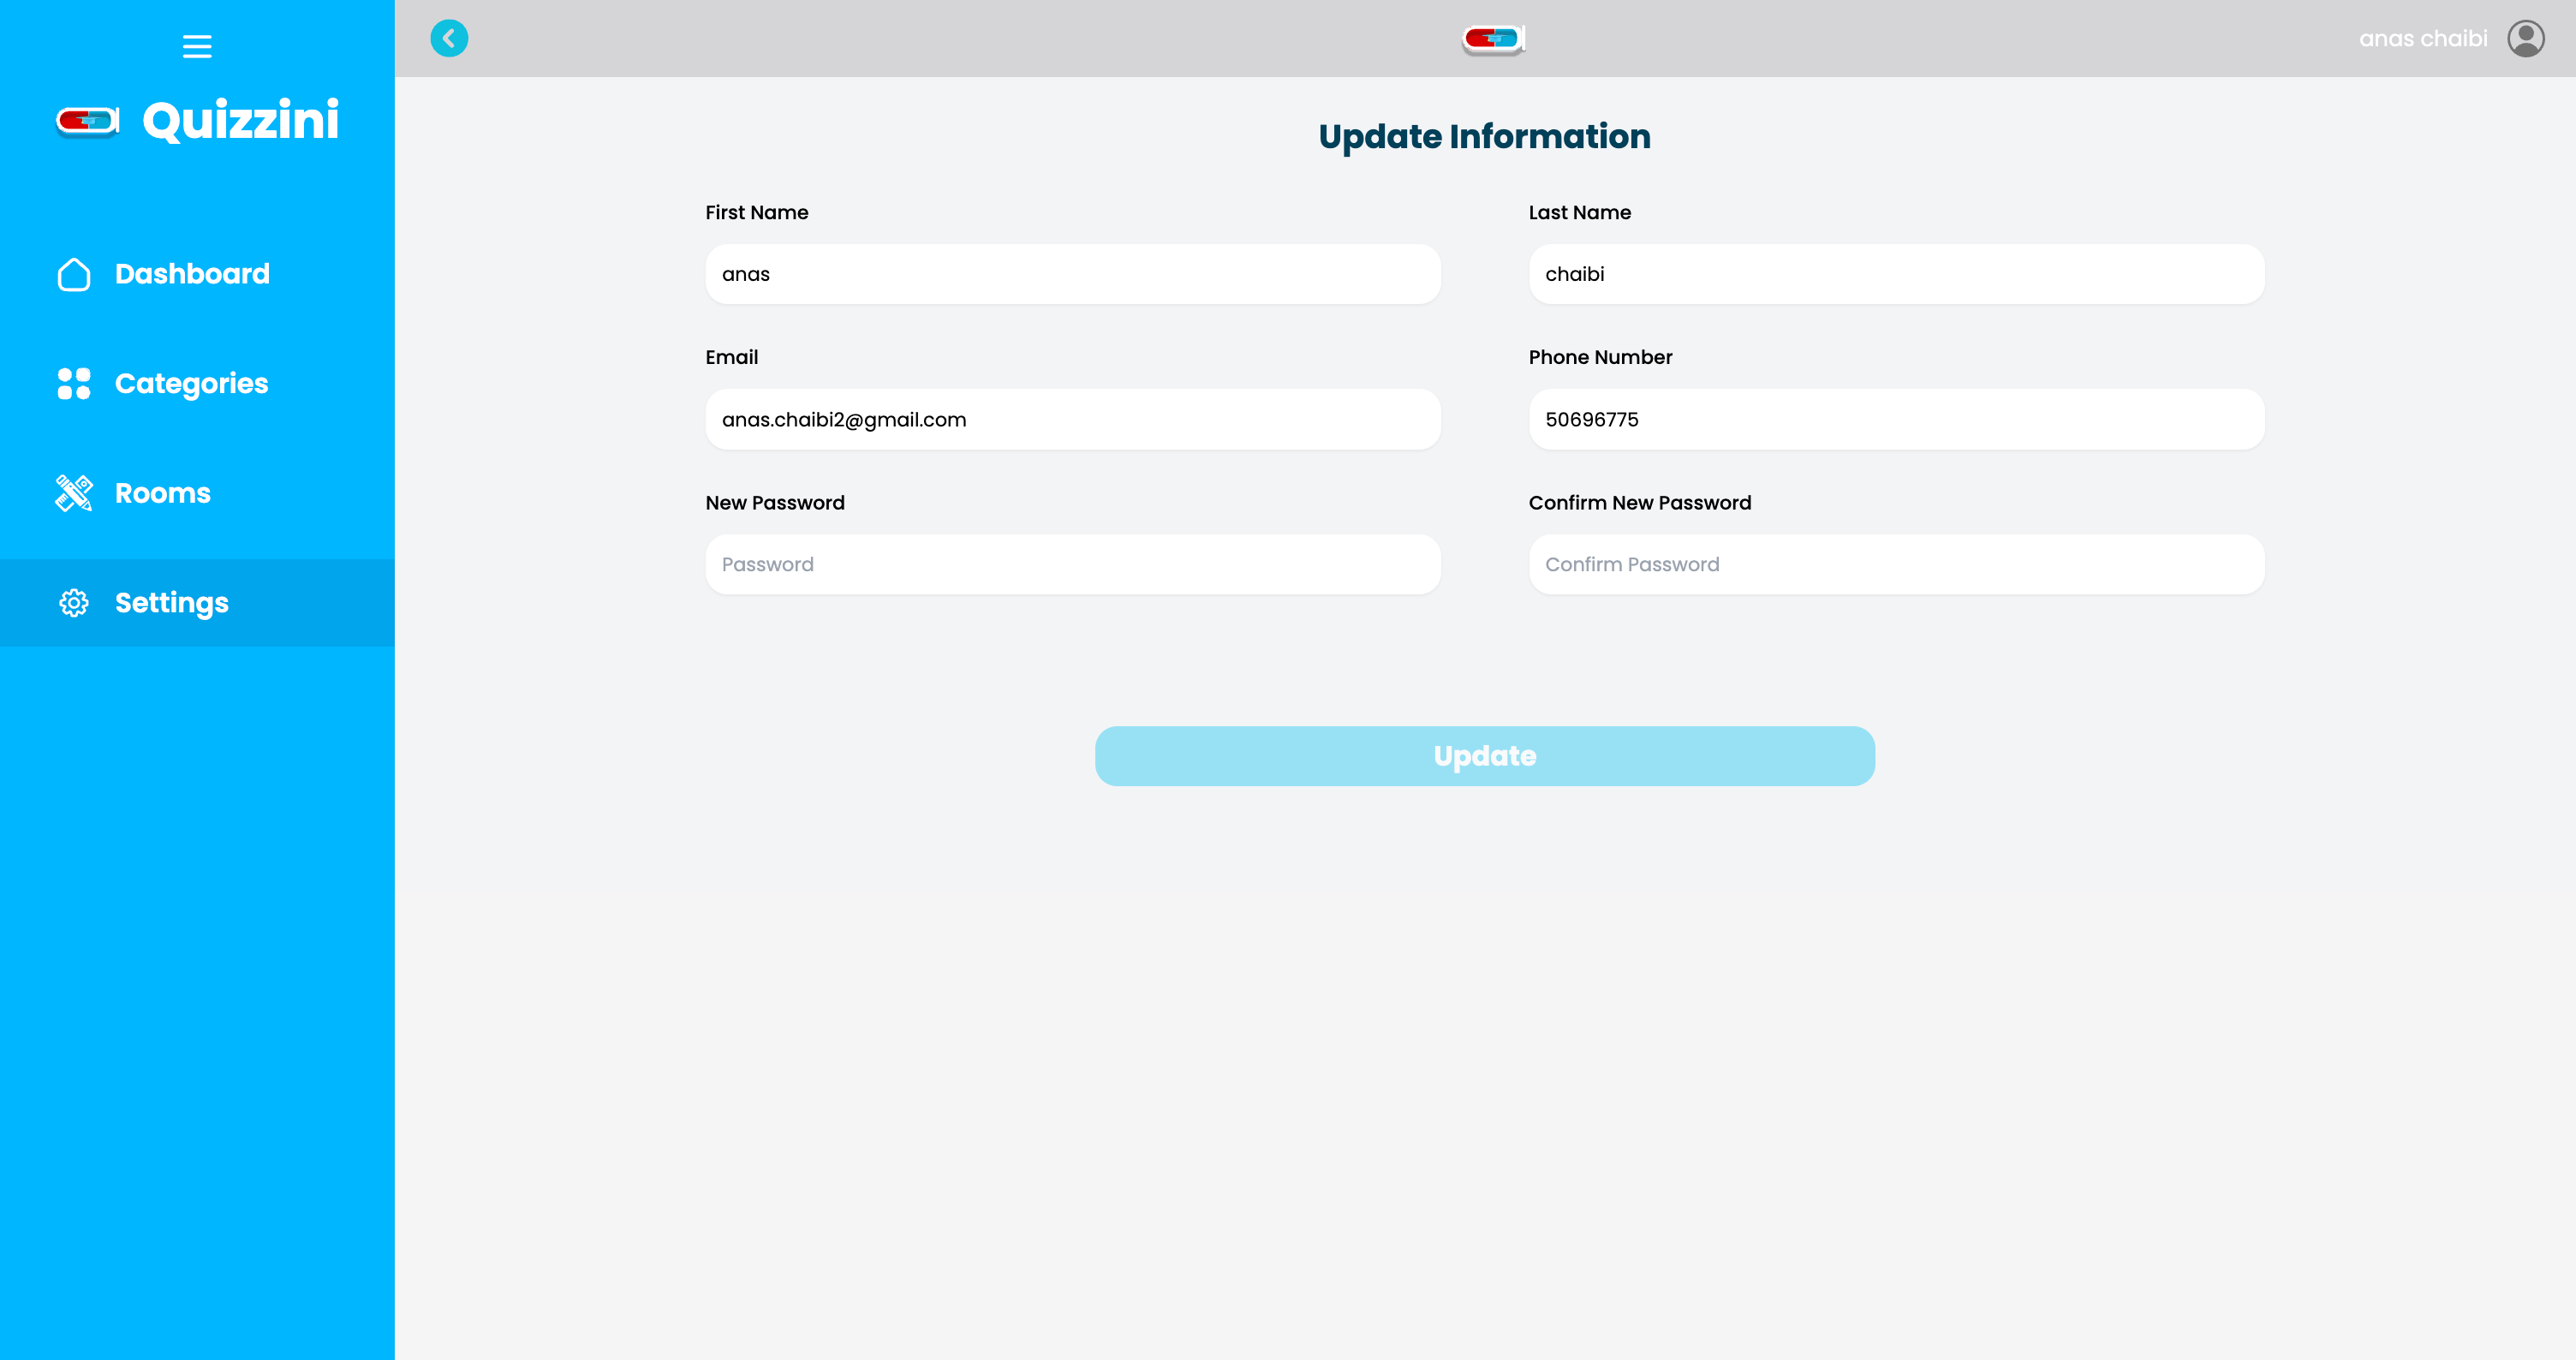 Quizzini
Dashboard
Categories
Rooms
Settings
anas chaibi
Update Information
First Name
Last Name
anas
chaibi
Email
Phone Number
anas.chaibi2@gmail.com
50696775
New Password
Confirm New Password
Password
Confirm Password
Update